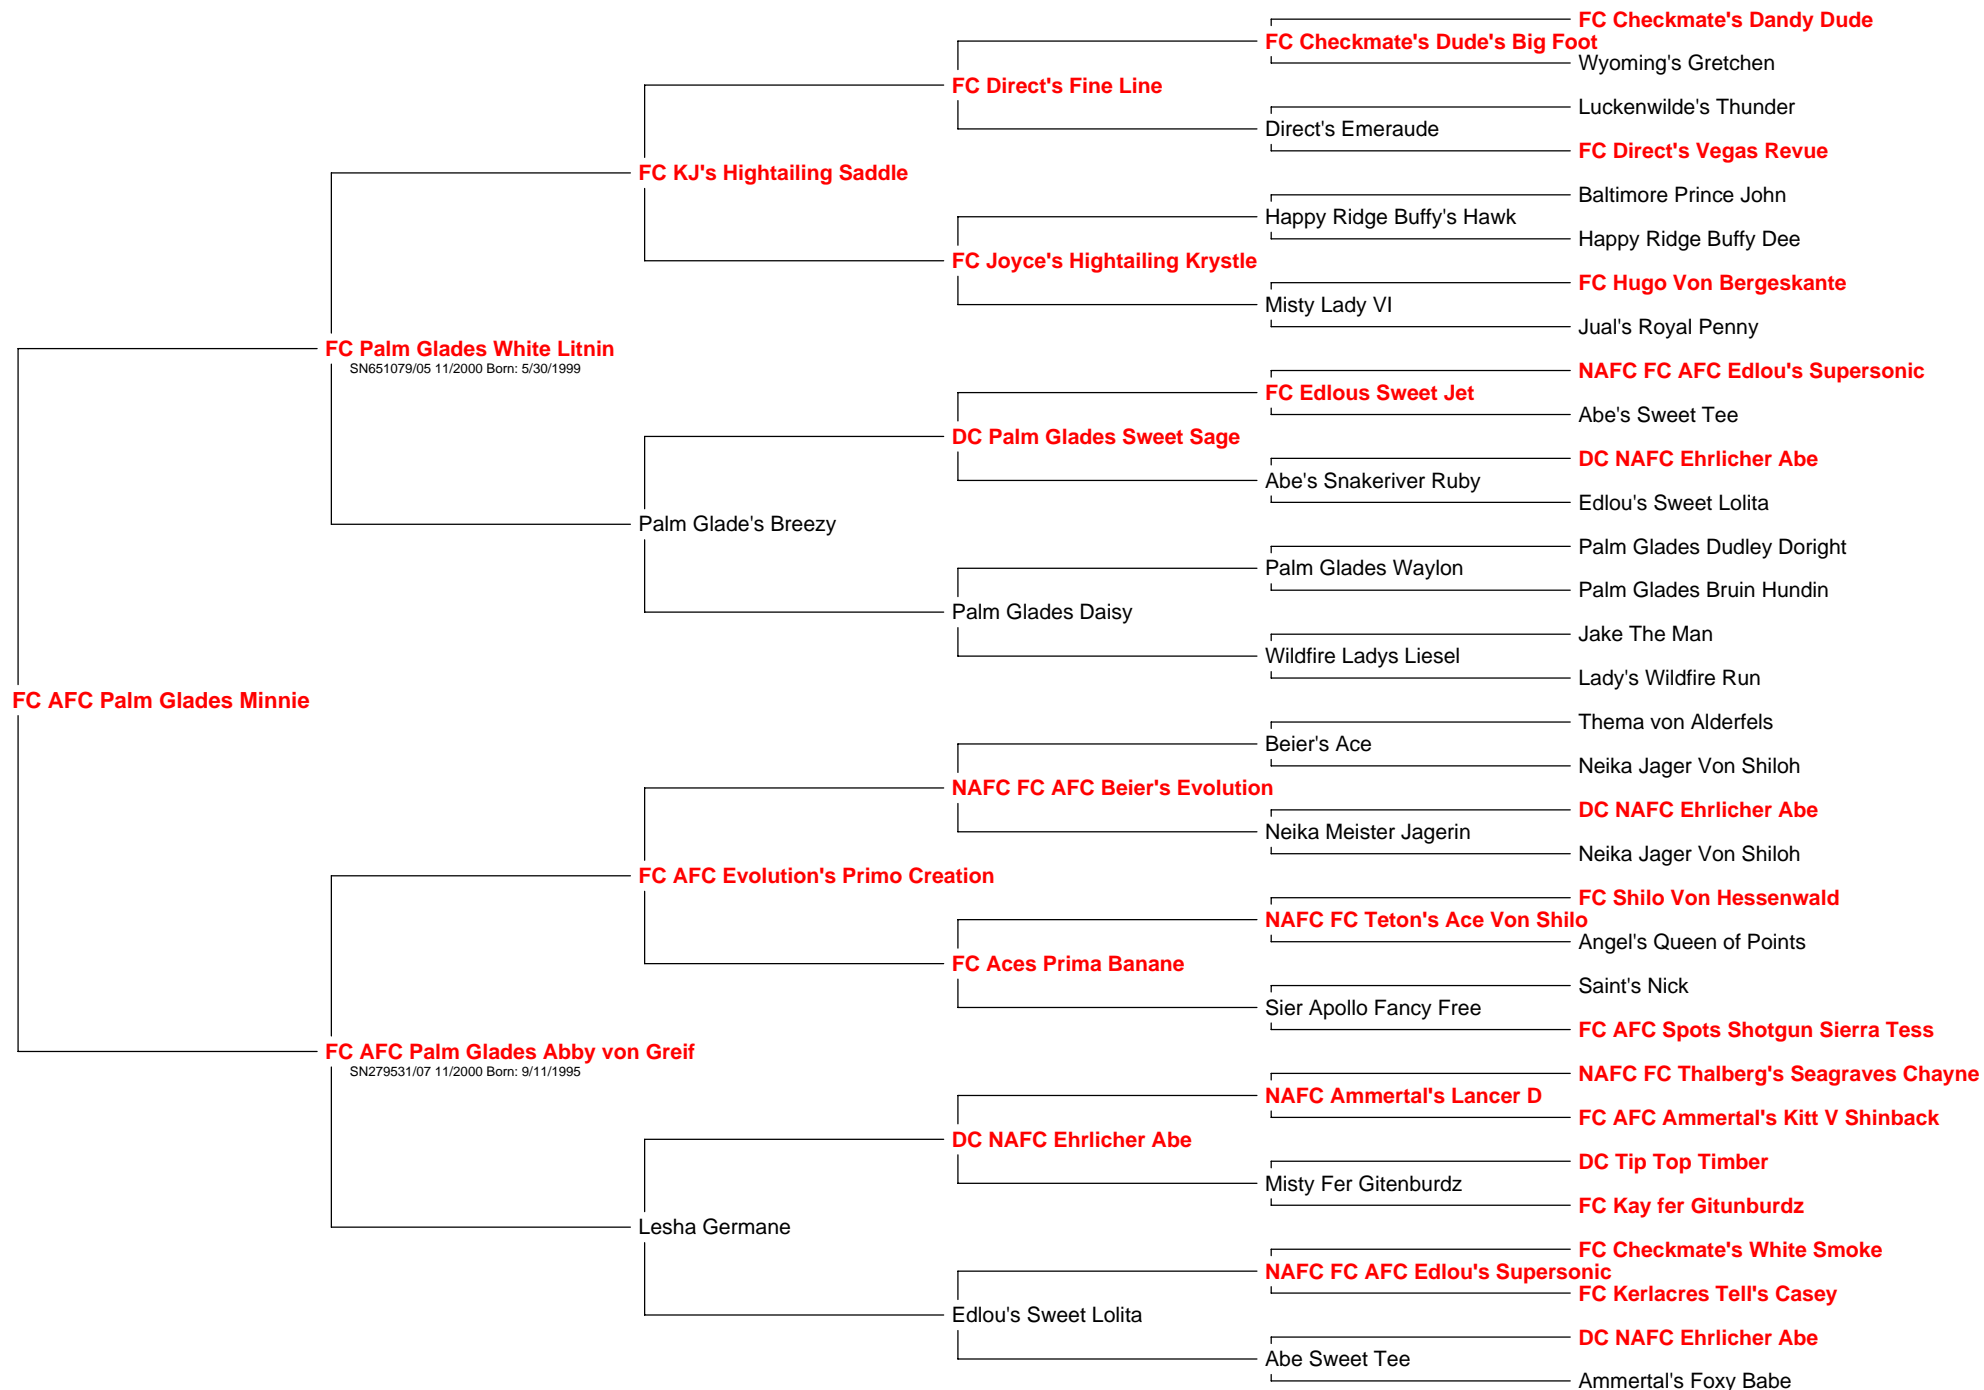 FC Checkmate's Dandy Dude
FC Checkmate's Dude's Big Foot
Wyoming's Gretchen
FC Direct's Fine Line
Luckenwilde's Thunder
Direct's Emeraude
FC Direct's Vegas Revue
FC KJ's Hightailing Saddle
Baltimore Prince John
Happy Ridge Buffy's Hawk
Happy Ridge Buffy Dee
FC Joyce's Hightailing Krystle
FC Hugo Von Bergeskante
Misty Lady VI
Jual's Royal Penny
FC Palm Glades White Litnin
SN651079/05 11/2000 Born: 5/30/1999
NAFC FC AFC Edlou's Supersonic
FC Edlous Sweet Jet
Abe's Sweet Tee
DC Palm Glades Sweet Sage
DC NAFC Ehrlicher Abe
Abe's Snakeriver Ruby
Edlou's Sweet Lolita
Palm Glade's Breezy
Palm Glades Dudley Doright
Palm Glades Waylon
Palm Glades Bruin Hundin
Palm Glades Daisy
Jake The Man
Wildfire Ladys Liesel
Lady's Wildfire Run
FC AFC Palm Glades Minnie
Thema von Alderfels
Beier's Ace
Neika Jager Von Shiloh
NAFC FC AFC Beier's Evolution
DC NAFC Ehrlicher Abe
Neika Meister Jagerin
Neika Jager Von Shiloh
FC AFC Evolution's Primo Creation
FC Shilo Von Hessenwald
NAFC FC Teton's Ace Von Shilo
Angel's Queen of Points
FC Aces Prima Banane
Saint's Nick
Sier Apollo Fancy Free
FC AFC Spots Shotgun Sierra Tess
FC AFC Palm Glades Abby von Greif
SN279531/07 11/2000 Born: 9/11/1995
NAFC FC Thalberg's Seagraves Chayne
NAFC Ammertal's Lancer D
FC AFC Ammertal's Kitt V Shinback
DC NAFC Ehrlicher Abe
DC Tip Top Timber
Misty Fer Gitenburdz
FC Kay fer Gitunburdz
Lesha Germane
FC Checkmate's White Smoke
NAFC FC AFC Edlou's Supersonic
FC Kerlacres Tell's Casey
Edlou's Sweet Lolita
DC NAFC Ehrlicher Abe
Abe Sweet Tee
Ammertal's Foxy Babe